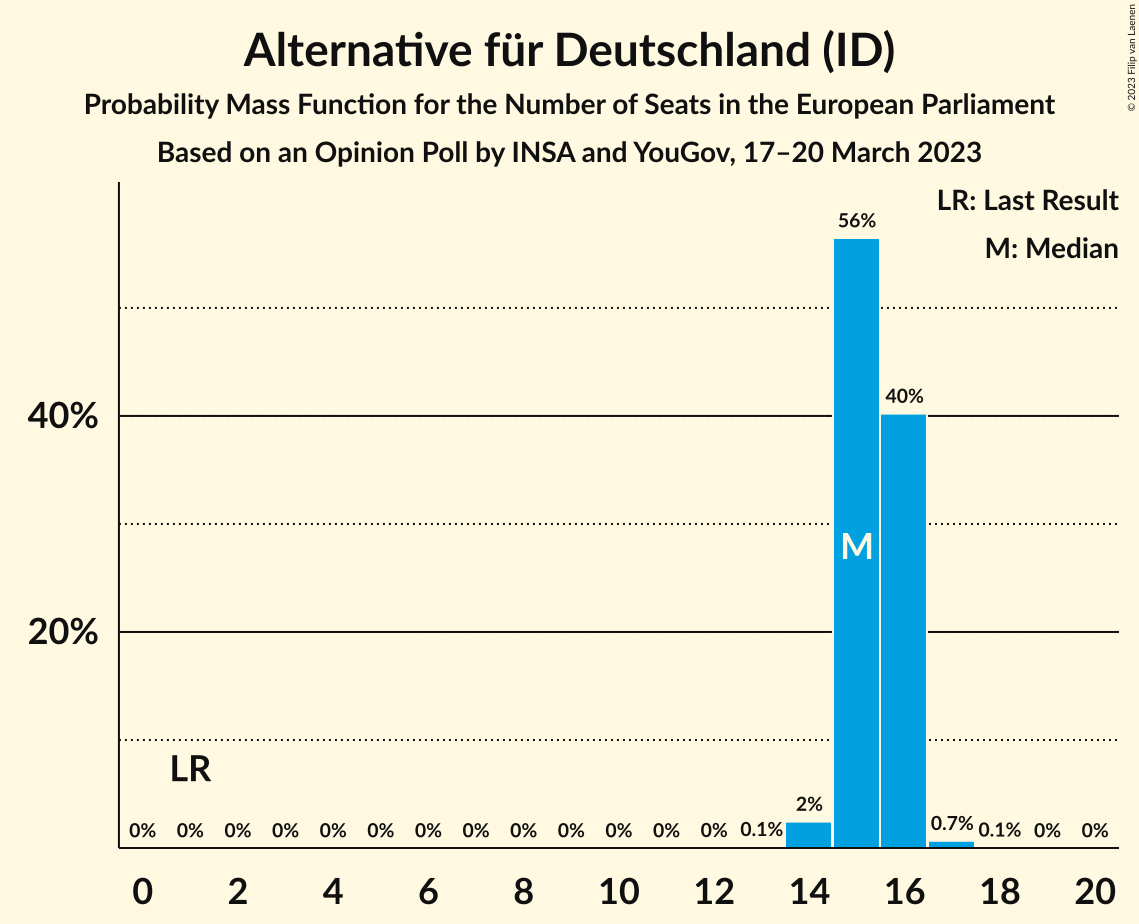 Alternative für Deutschland (ID)
Probability Mass Function for the Number of Seats in the European Parliament
Based on an Opinion Poll by INSA and YouGov, 17–20 March 2023
© 2023 Filip van Laenen
LR: Last Result
M: Median
56%
40%
40%
M
20%
LR
2%
0% 0% 0% 0% 0% 0% 0% 0% 0% 0% 0% 0% 0% 0.1% 0.7% 0.1% 0% 0%
0 2 4 6 8 10 12 14 16 18 20